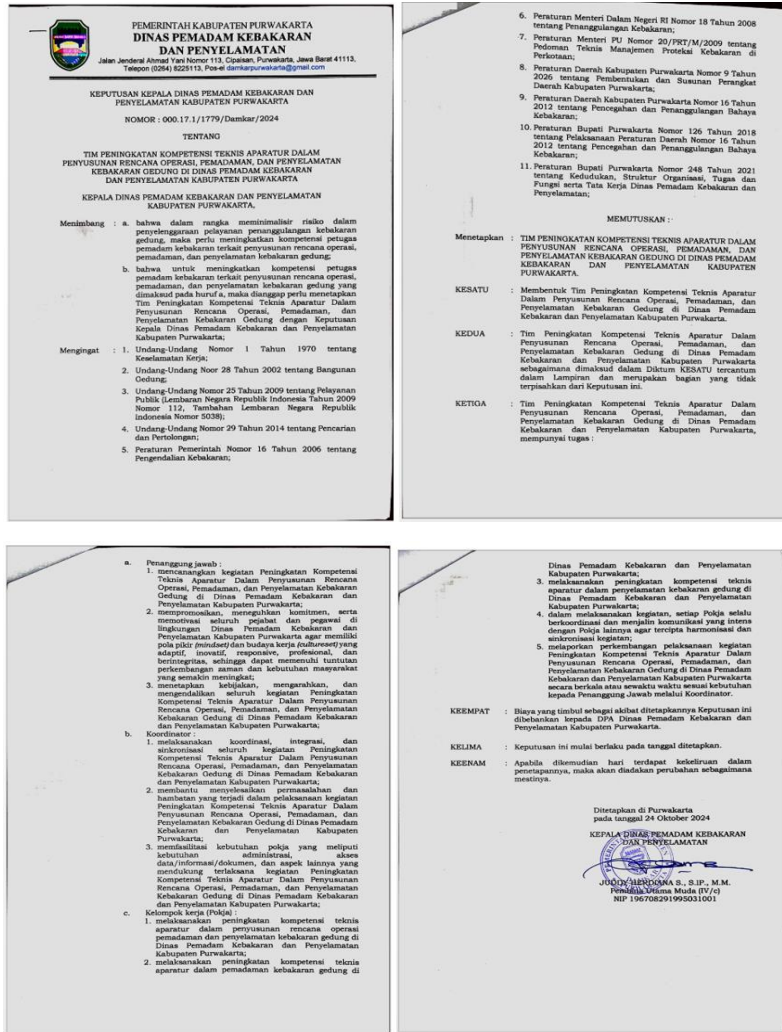 PEMERINTAH KABUPATEN PURWAKARTA
DINAS PEMADAM KEBAKARAN
DAN PENYELAMATAN
Jalan Jenderal Ahmad Yani Nomor 113, Cipaisan, Purwakarta, Jawa Barat 41113,
Telepon (0264) 8225113, Pos-el damkarpurwakarta@gmail.com
KEPUTUSAN KEPALA DINAS PEMADAM KEBAKARAN DAN
PENYELAMATAN KABUPATEN PURWAKARTA
NOMOR : 000.17.1/1779/Damkar/2024
TENTANG
TIM PENINGKATAN KOMPETENSI TEKNIS APARATUR DALAM
PENYUSUNAN RENCANA OPERASI, PEMADAMAN, DAN PENYELAMATAN
KEBAKARAN GEDUNG DI DINAS PEMADAM KEBAKARAN
DAN PENYELAMATAN KABUPATEN PURWAKARTA
KEPALA DINAS PEMADAM KEBAKARAN DAN PENYELAMATAN
KABUPATEN PURWAKARTA,
Menimbang : a. bahwa dalam rangka meminimalisir risiko dalam
penyelenggaraan pelayanan penanggulangan kebakaran
gedung, maka perlu meningkatkan kompetensi petugas
pemadam kebakaran terkait penyusunan rencana operasi,
pemadaman, dan penyelamatan kebakaran gedung;
b. bahwa untuk meningkatkan kompetensi petugas
pemadam kebakaran terkait penyusunan rencana operasi,
pemadaman, dan penyelamatan kebakaran gedung yang
dimaksud pada huruf a, maka dianggap perlu menetapkan
Tim Peningkatan Kompetensi Teknis Aparatur Dalam
Penyusunan Rencana Operasi, Pemadaman, dan
Penyelamatan Kebakaran Gedung dengan Keputusan
Kepala Dinas Pemadam Kebakaran dan Penyelamatan
Kabupaten Purwakarta;
Mengingat : 1. Undang-Undang Nomor 1 Tahun 1970 tentang
Keselamatan Kerja;
2. Undang-Undang Noor 28 Tahun 2002 tentang Bangunan
Gedung;
3. Undang-Undang Nomor 25 Tahun 2009 tentang Pelayanan
Publik (Lembaran Negara Republik Indonesia Tahun 2009
Nomor 112, Tambahan Lembaran Negara Republik
indonesia Nomor 5038);
4. Undang-Undang Nomor 29 Tahun 2014 tentang Pencarian
dan Pertolongan;
5. Peraturan Pemerintah Nomor 16 Tahun 2006 tentang
Pengendalian Kebakaran;
6. Peraturan Menteri Dalam Negeri RI Nomor 18 Tahun 2008
tentang Penanggulangan Kebakaran;
7. Peraturan Menteri PU Nomor 20/PRT/M/2009 tentang
Pedoman Teknis Manajemen Proteksi Kebakaran di
Perkotaan;
8. Peraturan Daerah Kabupaten Purwakarta Nomor 9 Tahun
2026 tentang Pembentukan dan Susunan Perangkat
Daerah Kabupaten Purwakarta;
9. Peraturan Daerah Kabupaten Purwakarta Nomor 16 Tahun
2012 tentang Pencegahan dan Penanggulangan Bahaya
Kebakaran;
10. Peraturan Bupati Purwakarta Nomor 126 Tahun 2018
tentang Pelaksanaan Peraturan Daerah Nomor 16 Tahun
2012 tentang Pencegahan dan Penanggulangan Bahaya
Kebakaran;
11. Peraturan Bupati Purwakarta Nomor 248 Tahun 2021
tentang Kedudukan, Struktur Organisasi, Tugas dan
Fungsi serta Tata Kerja Dinas Pemadam Kebakaran dan
Penyelamatan;
MEMUTUSKAN :
Menetapkan : TIM PENINGKATAN KOMPETENSI TEKNIS APARATUR DALAM
PENYUSUNAN RENCANA OPERASI, PEMADAMAN, DAN
PENYELAMATAN KEBAKARAN GEDUNG DI DINAS PEMADAM
KEBAKARAN DAN PENYELAMATAN KABUPATEN
PURWAKARTA.
KESATU : Membentuk Tim Peningkatan Kompetensi Teknis Aparatur
Dalam Penyusunan Rencana Operasi, Pemadaman, dan
Penyelamatan Kebakaran Gedung di Dinas Pemadam
Kebakaran dan Penyelamatan Kabupaten Purwakarta.
KEDUA : Tim Peningkatan Kompetensi Teknis Aparatur Dalam
Penyusunan Rencana Operasi, Pemadaman, dan
Penyelamatan Kebakaran Gedung di Dinas Pemadam
Kebakaran dan Penyelamatan Kabupaten Purwakarta
sebagaimana dimaksud dalam Diktum KESATU tercantum
dalam Lampiran dan merupakan bagian yang tidak
terpisahkan dari Keputusan ini.
KETIGA : Tim Peningkatan Kompetensi Teknis Aparatur Dalam
Penyusunan Rencana Operasi, Pemadaman, dan
Penyelamatan Kebakaran Gedung di Dinas Pemadam
Kebakaran dan Penyelamatan Kabupaten Purwakarta,
mempunyai tugas :
a. Penanggung jawab :
1. mencanangkan kegiatan Peningkatan Kompetensi
Teknis Aparatur Dalam Penyusunan Rencana
Operasi, Pemadaman, dan Penyelamatan Kebakaran
Gedung di Dinas Pemadam Kebakaran dan
Penyelamatan Kabupaten Purwakarta;
2. mempromosikan, meneguhkan komitmen, serta
memotivasi seluruh pejabat dan pegawai di
lingkungan Dinas Pemadam Kebakaran dan
Penyelamatan Kabupaten Purwakarta agar memiliki
pola pikir (mindset) dan budaya kerja (cultureset) yang
adaptif, inovatif, responsive, profesional, dan
berintegritas, sehingga dapat memenuhi tuntutan
perkembangan zaman dan kebutuhan masyarakat
yang semakin meningkat;
3. menetapkan kebijakan, mengarahkan, dan
mengendalikan seluruh kegiatan Peningkatan
Kompetensi Teknis Aparatur Dalam Penyusunan
Rencana Operasi, Pemadaman, dan Penyelamatan
Kebakaran Gedung di Dinas Pemadam Kebakaran
dan Penyelamatan Kabupaten Purwakarta;
b. Koordinator :
1. melaksanakan koordinasi, integrasi, dan
sinkronisasi seluruh kegiatan Peningkatan
Kompetensi Teknis Aparatur Dalam Penyusunan
Rencana Operasi, Pemadaman, dan Penyelamatan
Kebakaran Gedung di Dinas Pemadam Kebakaran
dan Penyelamatan Kabupaten Purwakarta;
2. membantu menyelesaikan permasalahan dan
hambatan yang terjadi dalam pelaksanaan kegiatan
Peningkatan Kompetensi Teknis Aparatur Dalam
Penyusunan Rencana Operasi, Pemadaman, dan
Penyelamatan Kebakaran Gedung di Dinas Pemadam
Kebakaran dan Penyelamatan Kabupaten
Purwakarta;
3. memfasilitasi kebutuhan pokja yang meliputi
kebutuhan administrasi, akses
data/informasi/dokumen, dan aspek lainnya yang
mendukung terlaksana kegiatan Peningkatan
Kompetensi Teknis Aparatur Dalam Penyusunan
Rencana Operasi, Pemadaman, dan Penyelamatan
Kebakaran Gedung di Dinas Pemadam Kebakaran
dan Penyelamatan Kabupaten Purwakarta;
c. Kelompok kerja (Pokja) :
1. melaksanakan peningkatan kompetensi teknis
aparatur dalam penyusunan rencana operasi
pemadaman dan penyelamatan kebakaran gedung di
Dinas Pemadam Kebakaran dan Penyelamatan
Kabupaten Purwakarta;
2. melaksanakan peningkatan kompetensi teknis
aparatur dalam pemadaman kebakaran gedung di
Dinas Pemadam Kebakaran dan Penyelamatan
Kabupaten Purwakarta;
3. melaksanakan peningkatan kompetensi teknis
aparatur dalam penyelamatan kebakaran gedung di
Dinas Pemadam Kebakaran dan Penyelamatan
Kabupaten Purwakarta;
4. dalam melaksanakan kegiatan, setiap Pokja selalu
berkoordinasi dan menjalin komunikasi yang intens
dengan Pokja lainnya agar tercipta harmonisasi dan
sinkronisasi kegiatan;
5. melaporkan perkembangan pelaksanaan kegiatan
Peningkatan Kompetensi Teknis Aparatur Dalam
Penyusunan Rencana Operasi, Pemadaman, dan
Penyelamatan Kebakaran Gedung di Dinas Pemadam
Kebakaran dan Penyelamatan Kabupaten Purwakarta
secara berkala atau sewaktu waktu sesuai kebutuhan
kepada Penanggung Jawab melalui Koordinator.
KEEMPAT : Biaya yang timbul sebagai akibat ditetapkannya Keputusan ini
dibebankan kepada DPA Dinas Pemadam Kebakaran dan
Penyelamatan Kabupaten Purwakarta.
KELIMA : Keputusan ini mulai berlaku pada tanggal ditetapkan.
KEENAM : Apabila dikemudian hari terdapat kekeliruan dalam
penetapannya, maka akan diadakan perubahan sebagaimana
mestinya.
Ditetapkan di Purwakarta
pada tanggal 24 Oktober 2024
KEPALA DINAS PEMADAM KEBAKARAN
DAN PENYELAMATAN
JUDDY HERDIANA S., S.IP., M.M.
Pembina Utama Muda (IV/c)
NIP 196708291995031001